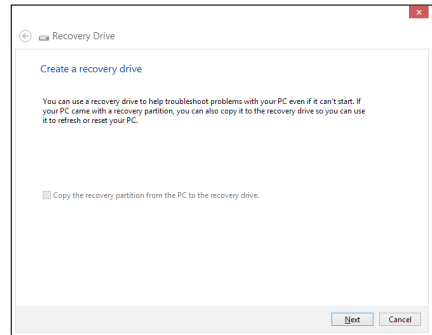 Recovery Drive
Create a recovery drive
You can use a recovery drive to help troubleshoot problems with your PC even if it can't start. If
your PC came with a recovery partition, you can also copy it to the recovery drive so you can use
it to refresh or reset your PC.
Copy the recovery partition from the PC to the recovery drive.
Next Cancel